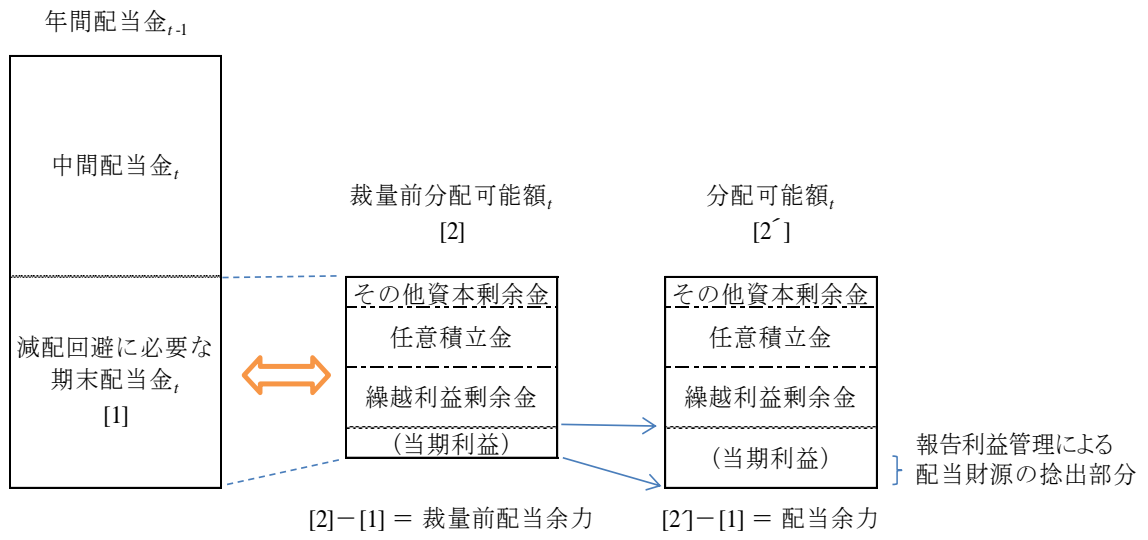 年間配当金t-1
中間配当金t
減配回避に必要な
期末配当金t
[1]
裁量前分配可能額t
[2]
その他資本剰余金
任意積立金
繰越利益剰余金
(当期利益)
[2]－[1] = 裁量前配当余力
分配可能額t
[2´]
その他資本剰余金
任意積立金
繰越利益剰余金
(当期利益)
[2´]－[1] = 配当余力
報告利益管理による
配当財源の捻出部分